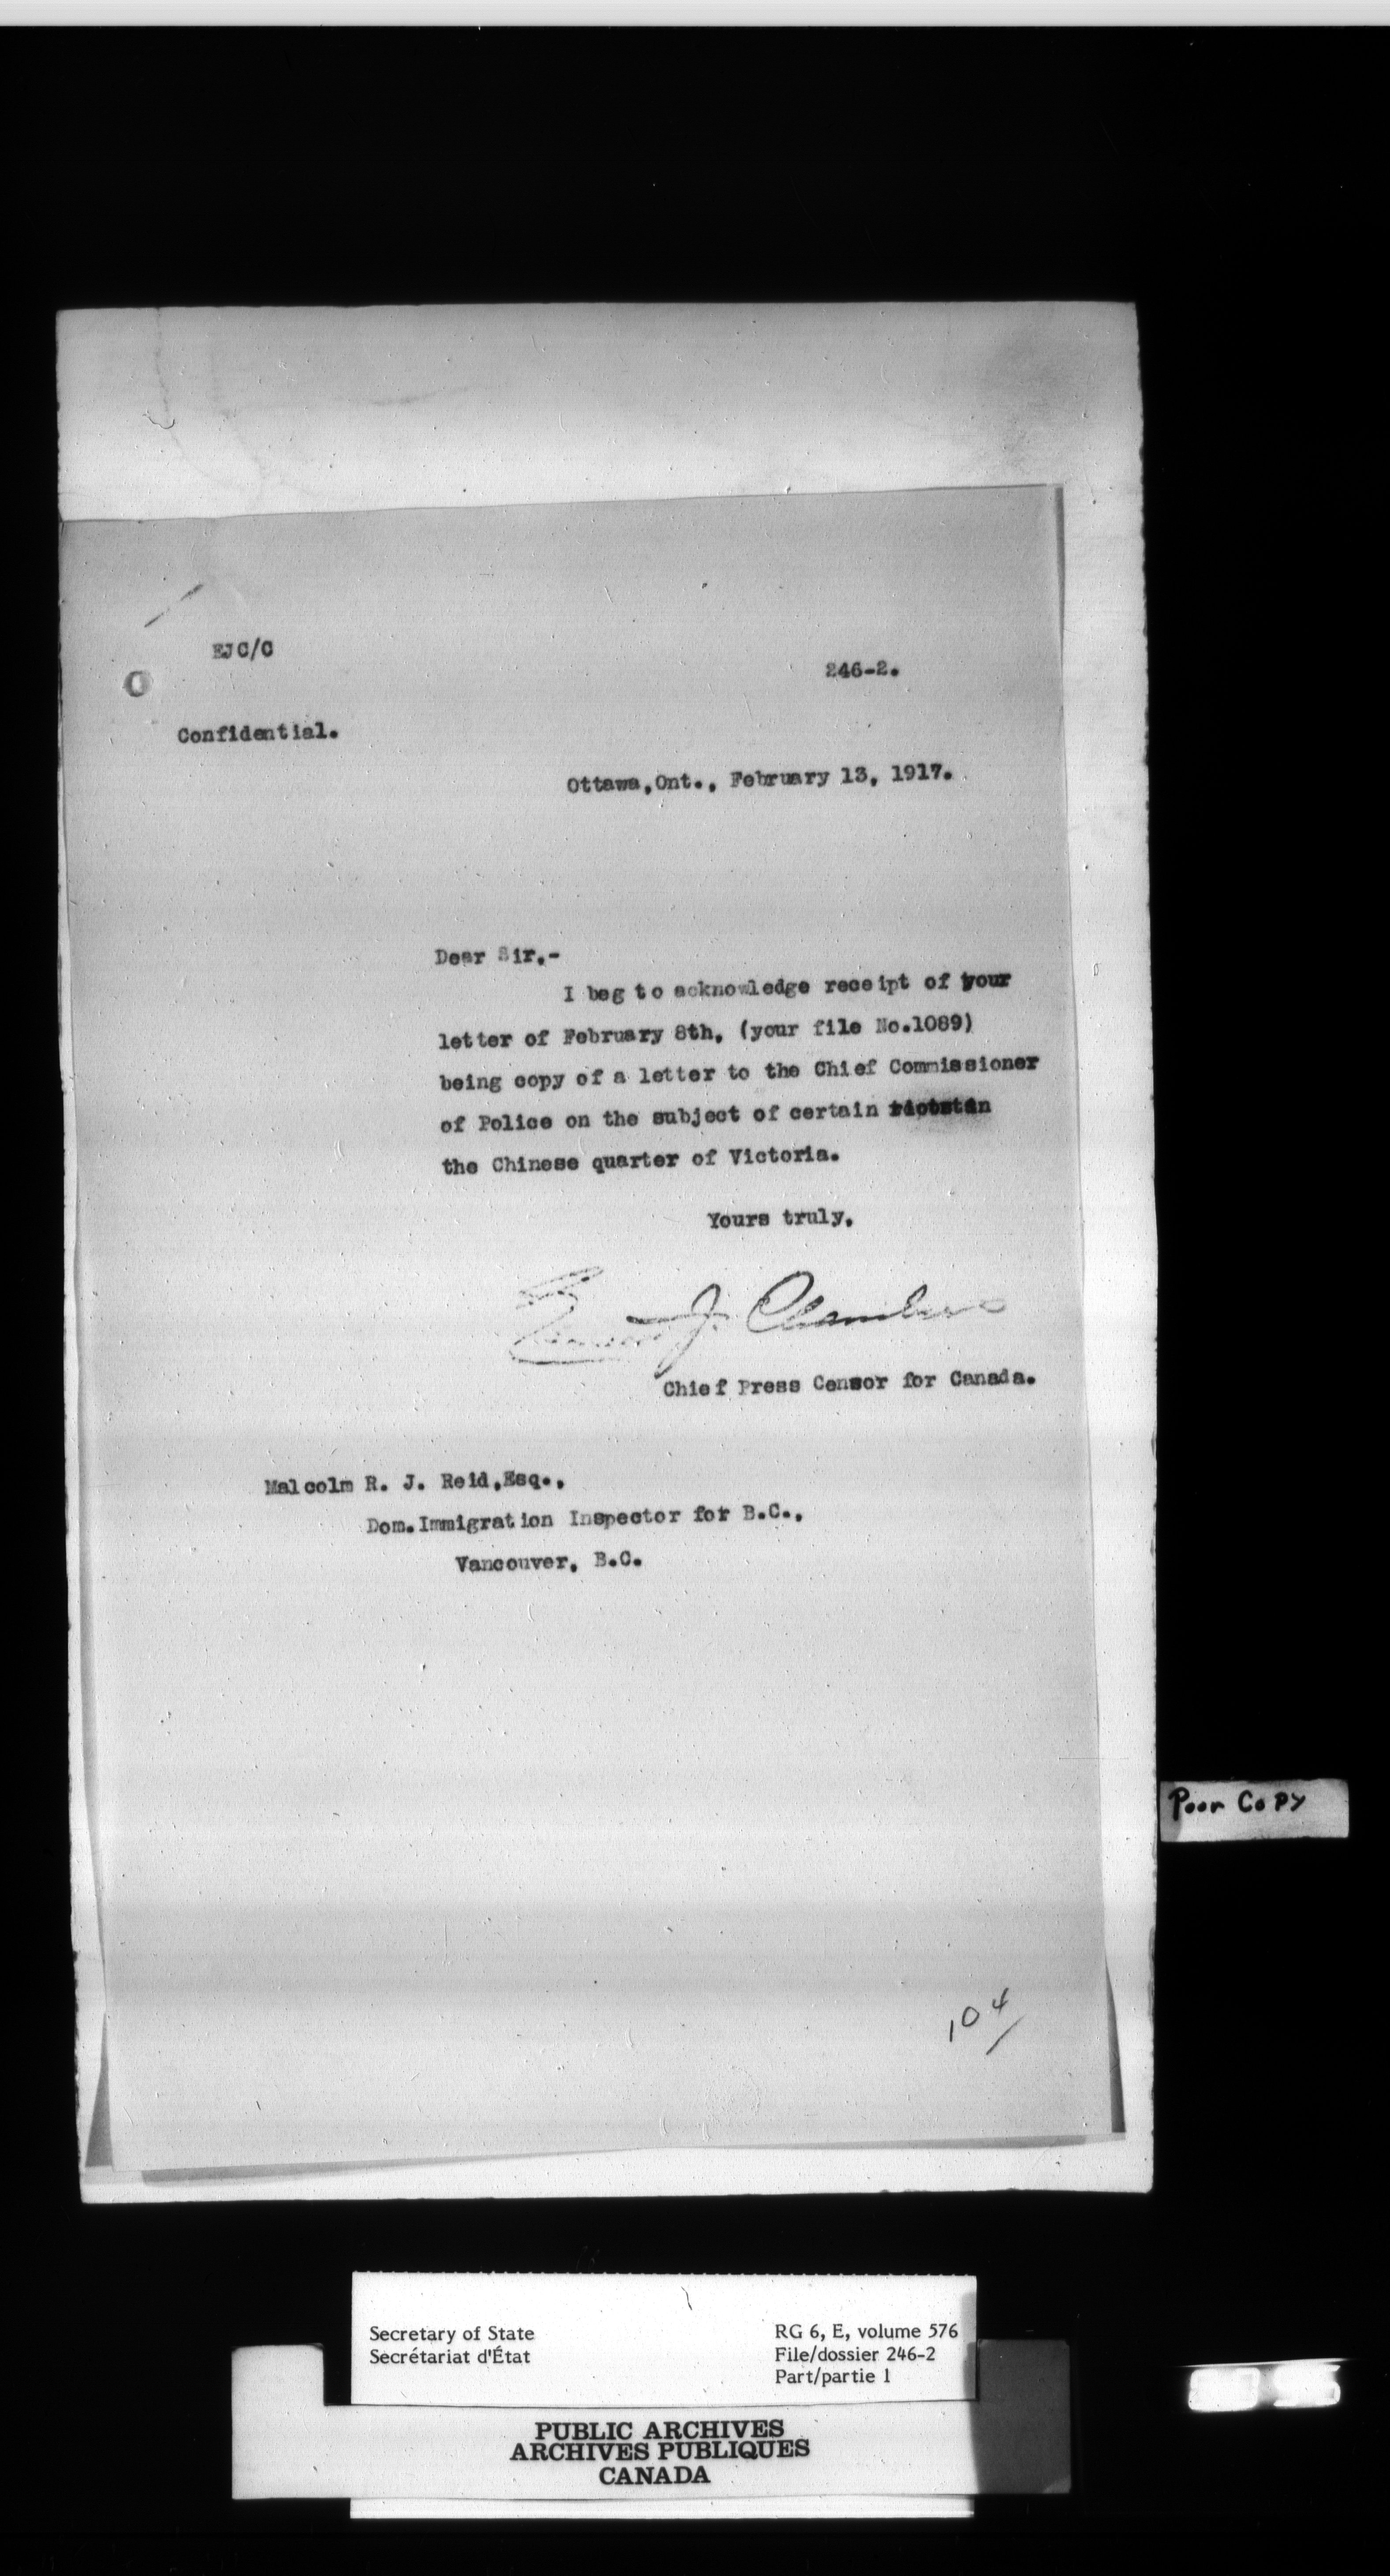 EJC/C
246-2.
Confidential.
Ottawa,Ont., February 13, 1917.
Dear Sir,-
I beg to acknowledge receipt of your
letter of February 8th, (your file No.1089)
being copy of a letter to the Chief Commissioner
of Police on the subject of certain in
the Chinese quarter of Victoria.
Yours truly,
Ernest J. Chambers
Chief Press Censor for Canada.
Malcolm R. J. Reid,Esq.,
Dom.Immigration Inspector for B.C.,
Vancouver, B.C.
Poor Copy
104
Secretary of State
Secrétariat d'État
RG 6, E, volume 576
File/dossier 246-2
Part/partie 1
PUBLIC ARCHIVES
ARCHIVES PUBLIQUES
CANADA